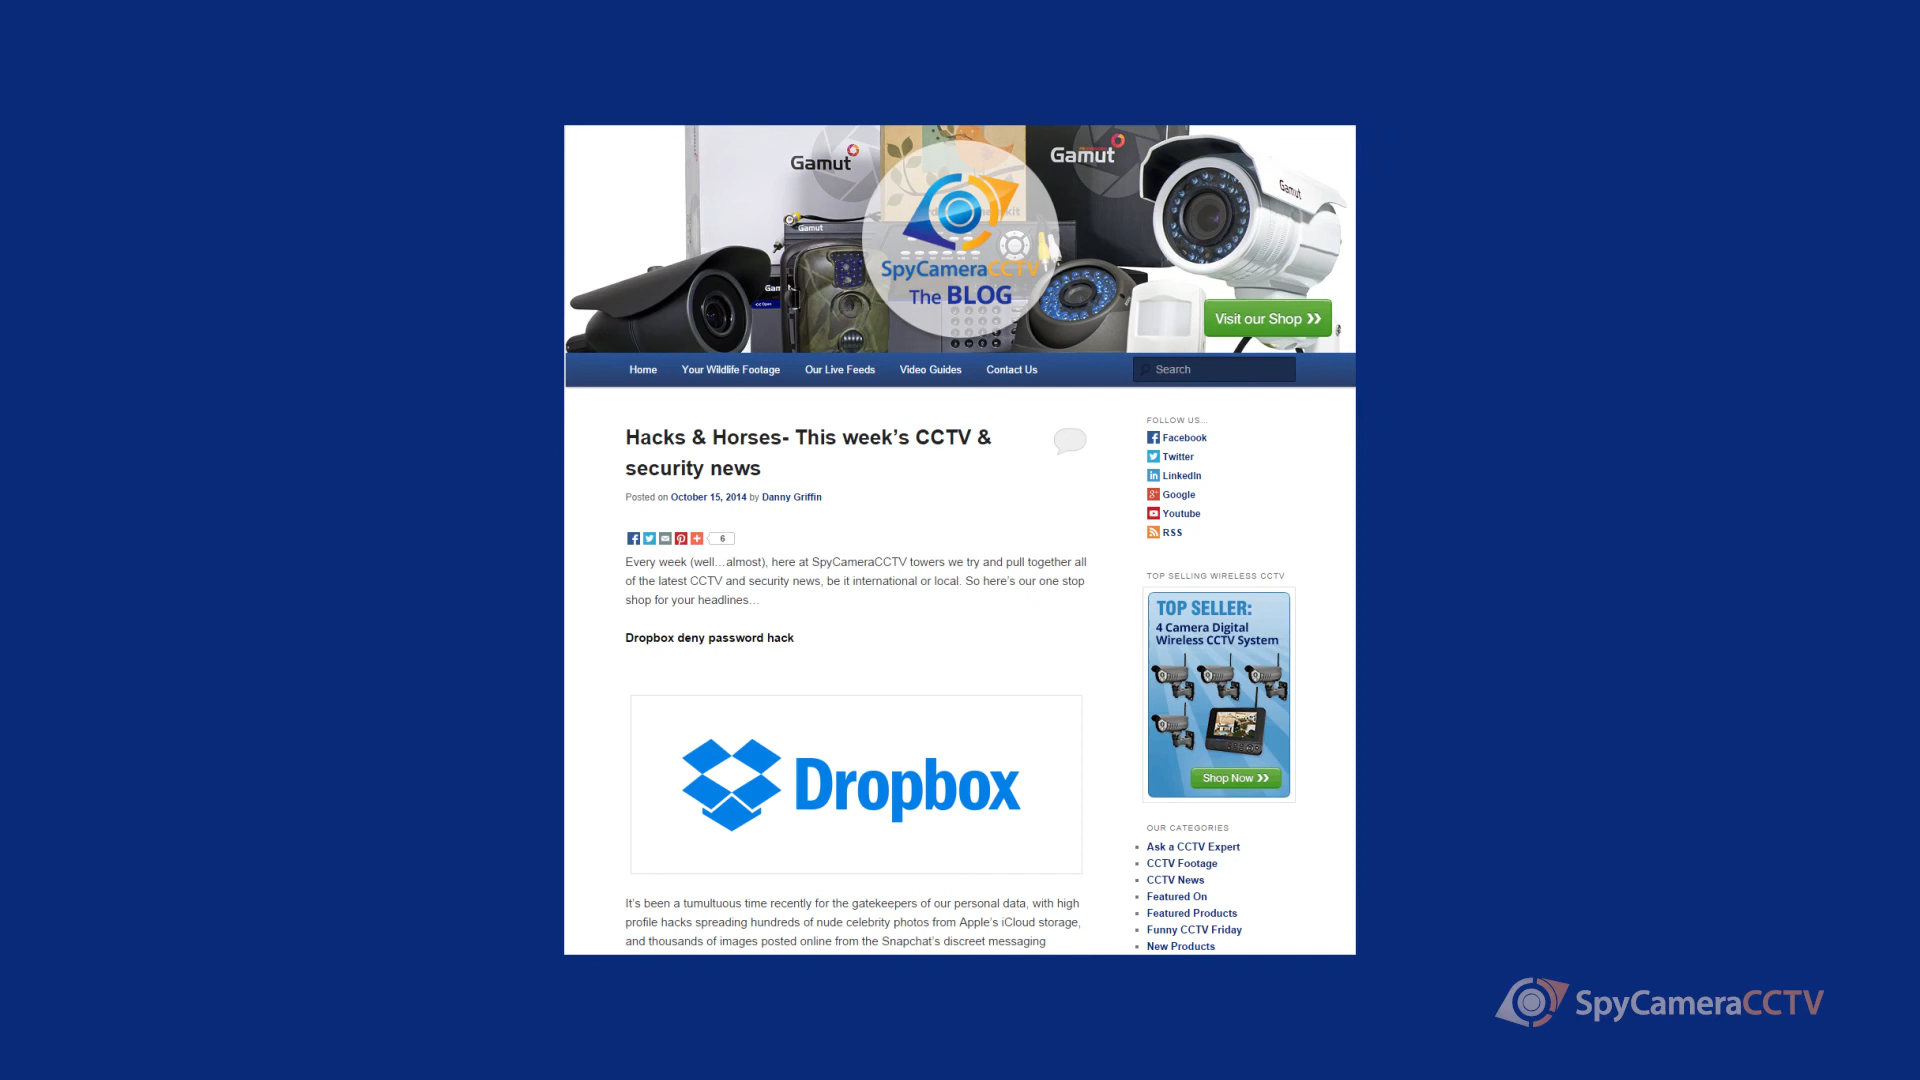 Gamut
Gamut
Gamut
Gamut
SpyCameraCCTV
The BLOG
Visit our Shop
Home Your Wildlife Footage Our Live Feeds Video Guides Contact Us Search
Hacks & Horses- This week’s CCTV &
security news
Posted on October 15, 2014 by Danny Griffin
6
Every week (well…almost), here at SpyCameraCCTV towers we try and pull together all
of the latest CCTV and security news, be it international or local. So here’s our one stop
shop for your headlines…
Dropbox deny password hack
Dropbox
It’s been a tumultuous time recently for the gatekeepers of our personal data, with high
profile hacks spreading hundreds of nude celebrity photos from Apple’s iCloud storage,
and thousands of images posted online from the Snapchat’s discreet messaging
FOLLOW US...
Facebook
Twitter
LinkedIn
Google
Youtube
RSS
TOP SELLING WIRELESS CCTV
TOP SELLER:
4 Camera Digital
Wireless CCTV System
Shop Now
OUR CATEGORIES
Ask a CCTV Expert
CCTV Footage
CCTV News
Featured On
Featured Products
Funny CCTV Friday
New Products
SpyCameraCCTV